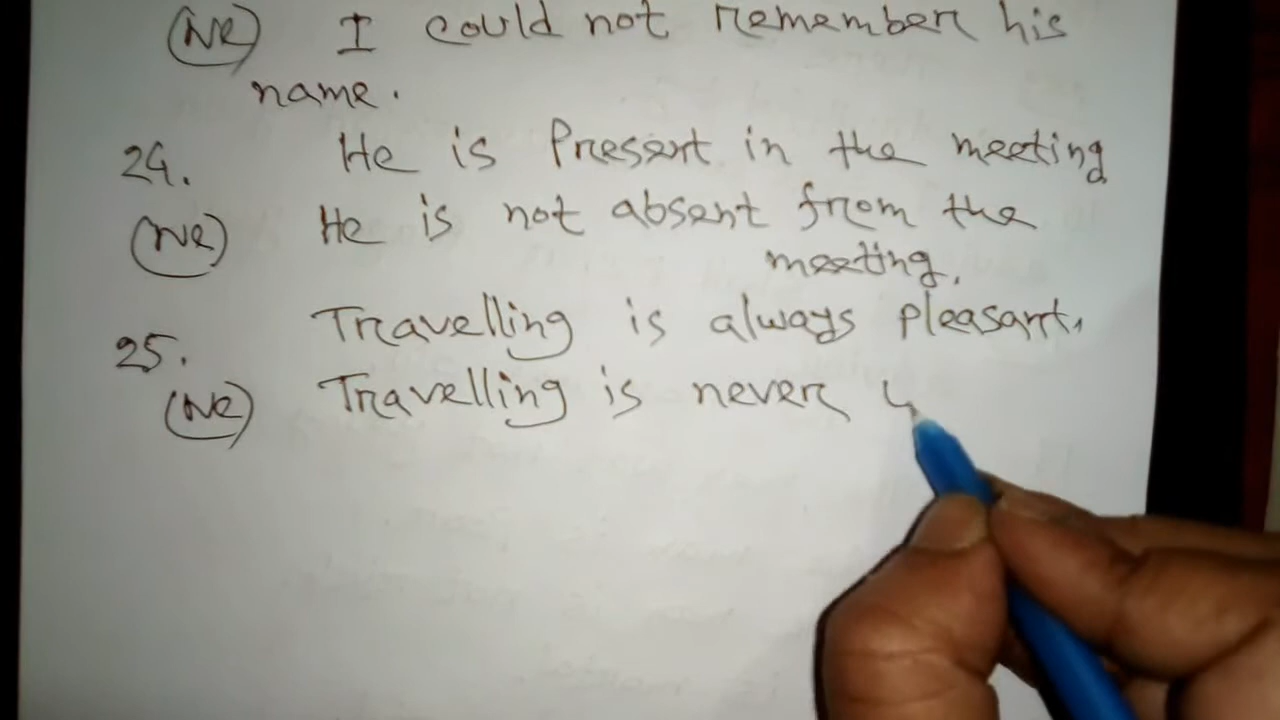 (Ne) I could not remember his
name.
24. He is Present in the meeting
(Ne) He is not absent from the
meeting.
25. Travelling is always pleasant.
(Ne) Travelling is never